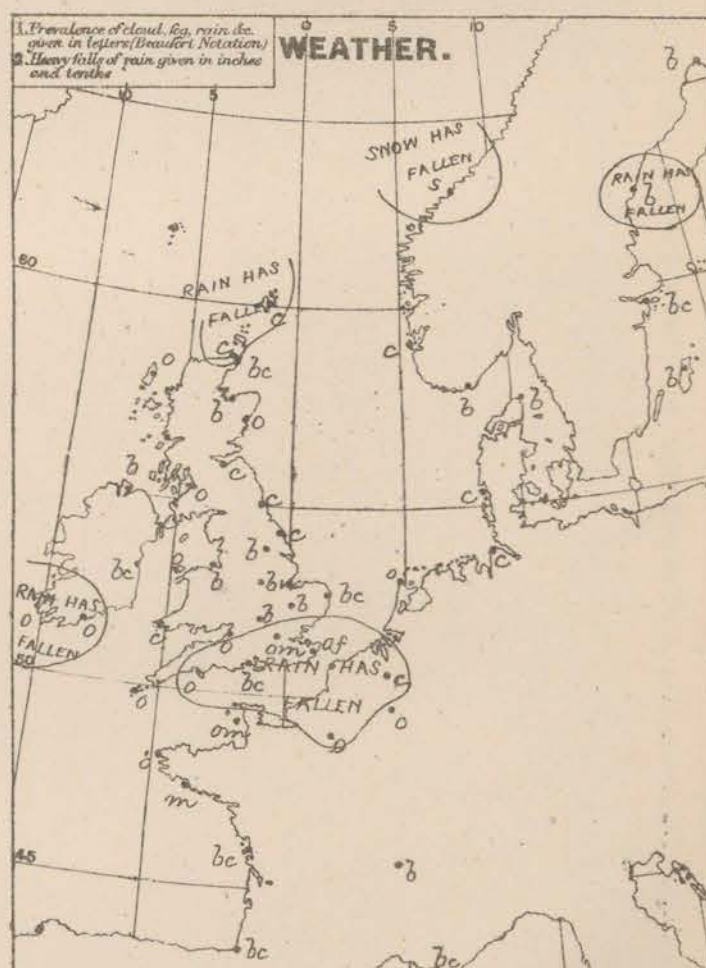 1. Prevalence of cloud, fog, rain &c.
given in letters (Beaufort Notation)
2. Heavy falls of rain given in inches
and tenths
WEATHER.
0 5 10
10 5
b
SNOW HAS
FALLEN
s
RAIN HAS
b
FALLEN
60
RAIN HAS
FALLEN
c
c
bc
bc
c
o
b
o
b
b
b
c
b
o
c
c
c
bc
b
b
c
o
b
bc
RAIN HAS
o
o
FALLEN
b
o
c
o
om
af
50
RAIN HAS
bc
o
c
FALLEN
o
o
om
o
o
m
bc
45
b
bc
bc